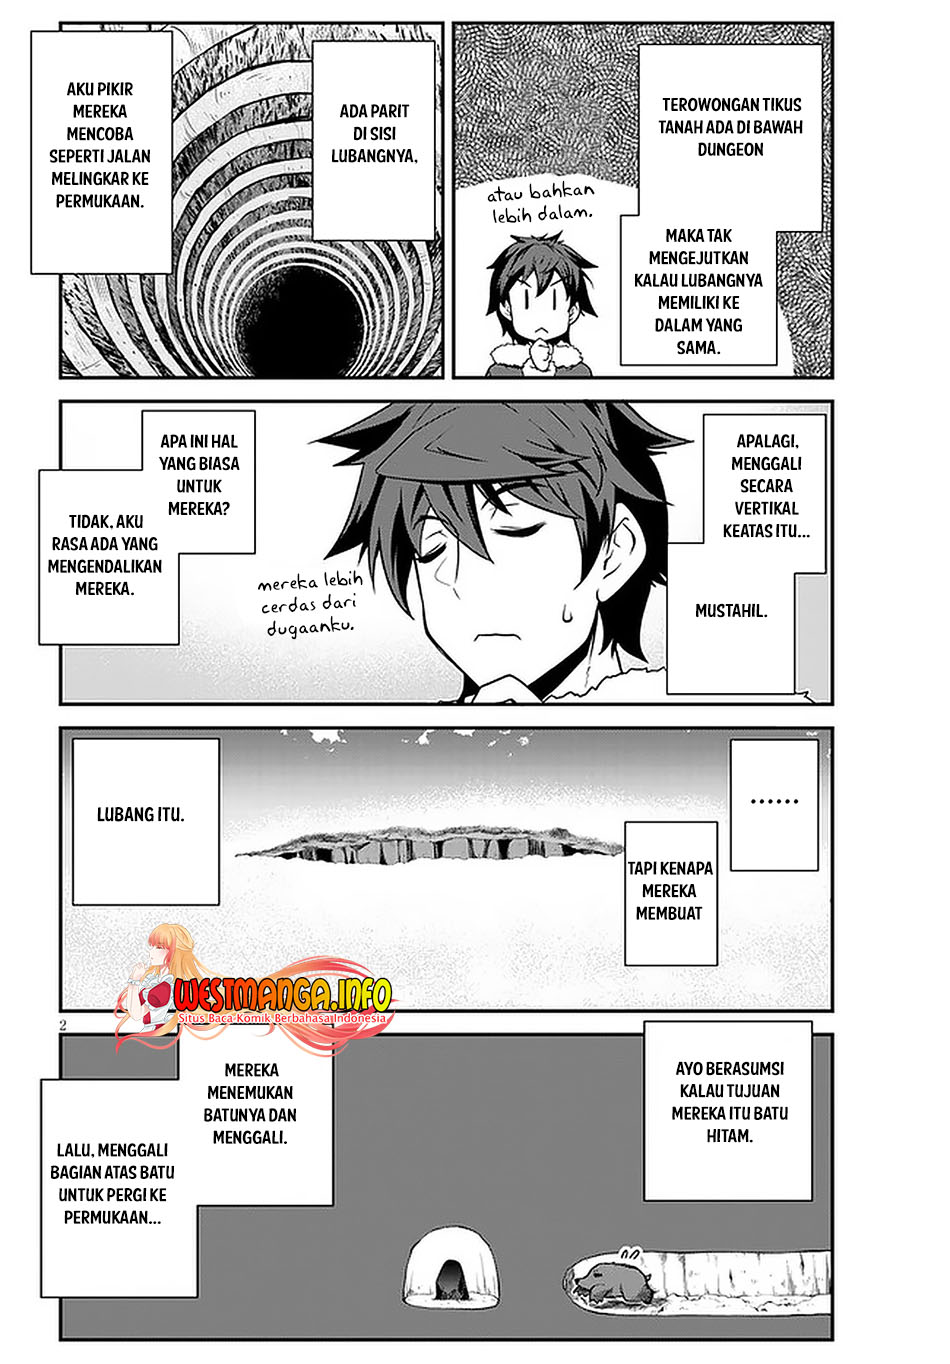 TEROWONGAN TIKUS
TANAH ADA DI BAWAH
DUNGEON
MAKA TAK
MENGEJUTKAN
KALAU LUBANGNYA
MEMILIKI KE
DALAM YANG
SAMA.
atau bahkan
lebih dalam.
ADA PARIT
DI SISI
LUBANGNYA,
AKU PIKIR
MEREKA
MENCOBA
SEPERTI JALAN
MELINGKAR KE
PERMUKAAN.
APALAGI,
MENGGALI
SECARA
VERTIKAL
KEATAS ITU...
MUSTAHIL.
APA INI HAL
YANG BIASA
UNTUK
MEREKA?
mereka lebih
cerdas dari
dugaanku.
TIDAK, AKU
RASA ADA YANG
MENGENDALIKAN
MEREKA.
......
TAPI KENAPA
MEREKA
MEMBUAT
LUBANG ITU.
WESTMANGA.INFO
Situs Baca Komik Berbahasa Indonesia
2
AYO BERASUMSI
KALAU TUJUAN
MEREKA ITU BATU
HITAM.
MEREKA
MENEMUKAN
BATUNYA DAN
MENGGALI.
LALU, MENGGALI
BAGIAN ATAS BATU
UNTUK PERGI KE
PERMUKAAN...